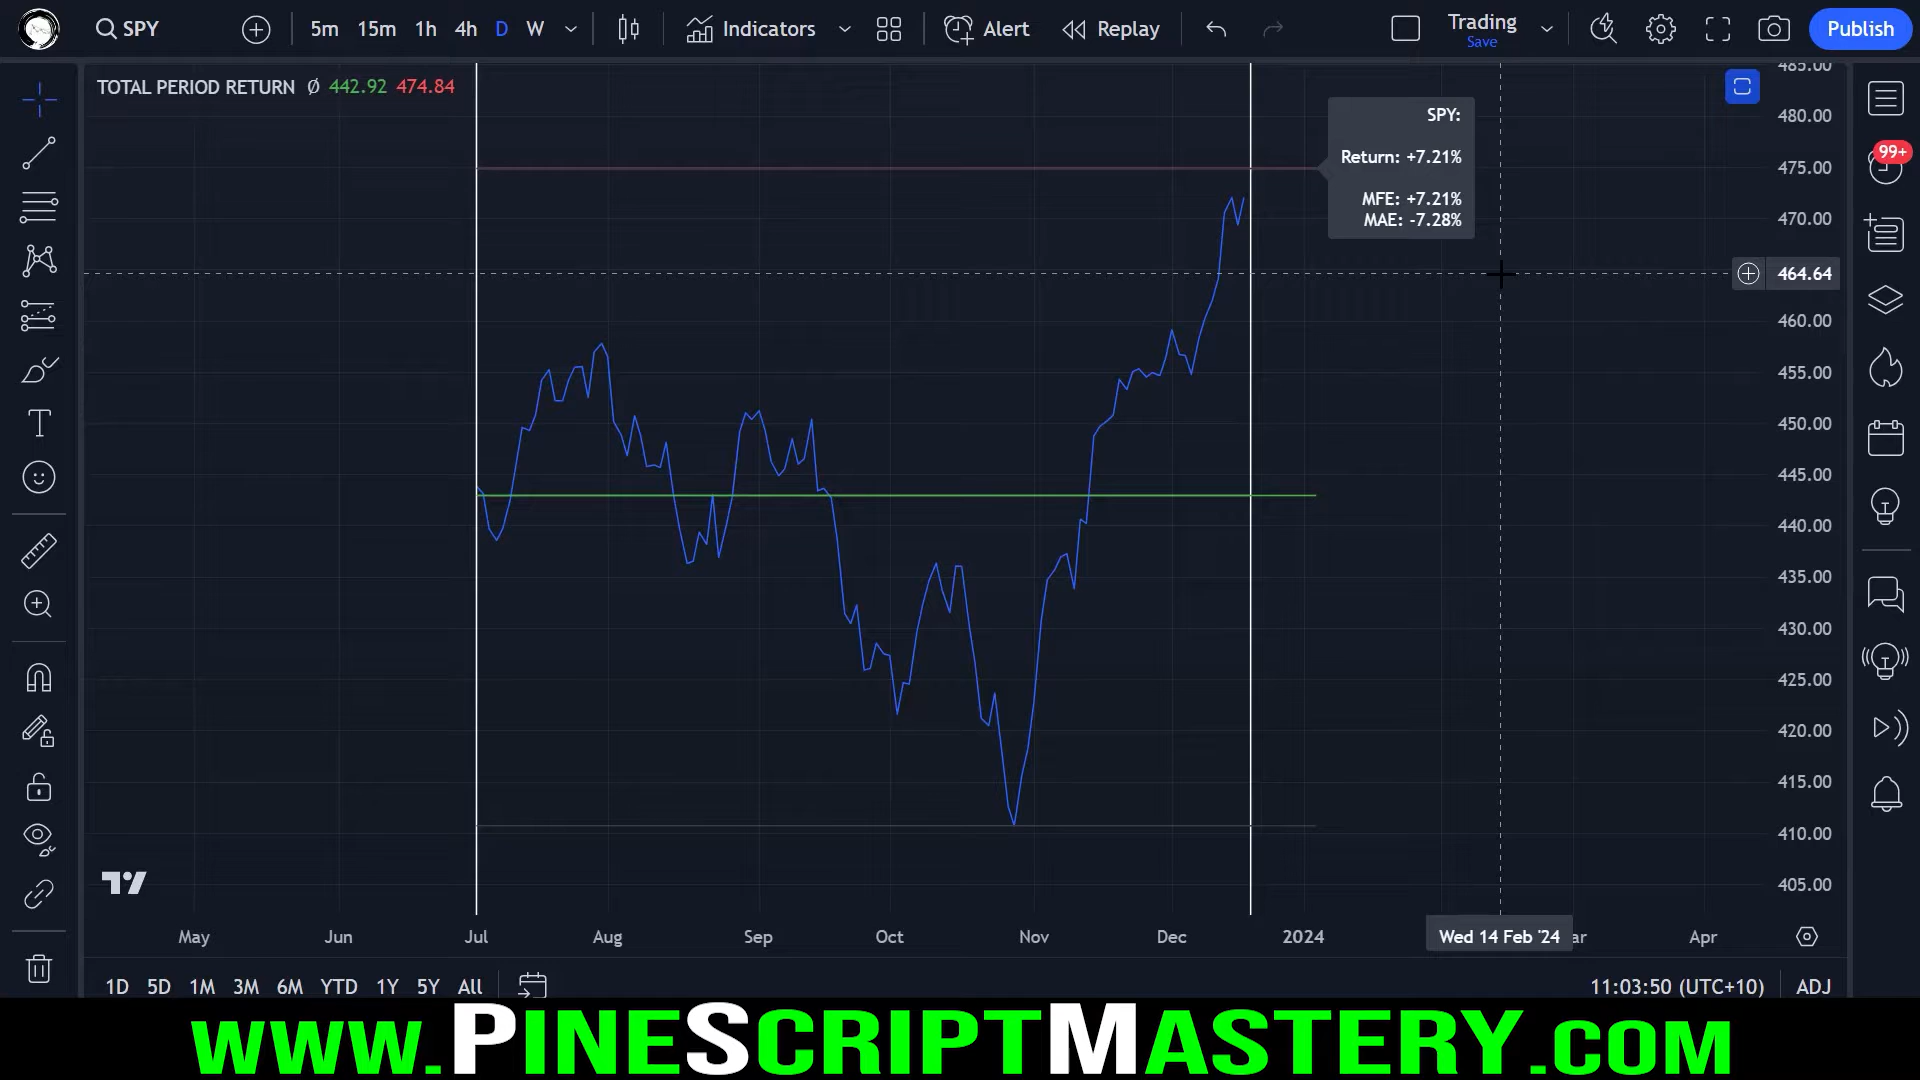 SPY
5m 15m 1h 4h D W
Indicators
Alert
Replay
Trading
Save
Publish
TOTAL PERIOD RETURN Ø 442.92 474.84
485.00
480.00
475.00
470.00
464.64
460.00
455.00
450.00
445.00
440.00
435.00
430.00
425.00
420.00
415.00
410.00
405.00
SPY:
Return: +7.21%
MFE: +7.21%
MAE: -7.28%
99+
May Jun Jul Aug Sep Oct Nov Dec 2024 Wed 14 Feb '24 ar Apr
1D 5D 1M 3M 6M YTD 1Y 5Y All
11:03:50 (UTC+10) ADJ
www.PineScriptMastery.com